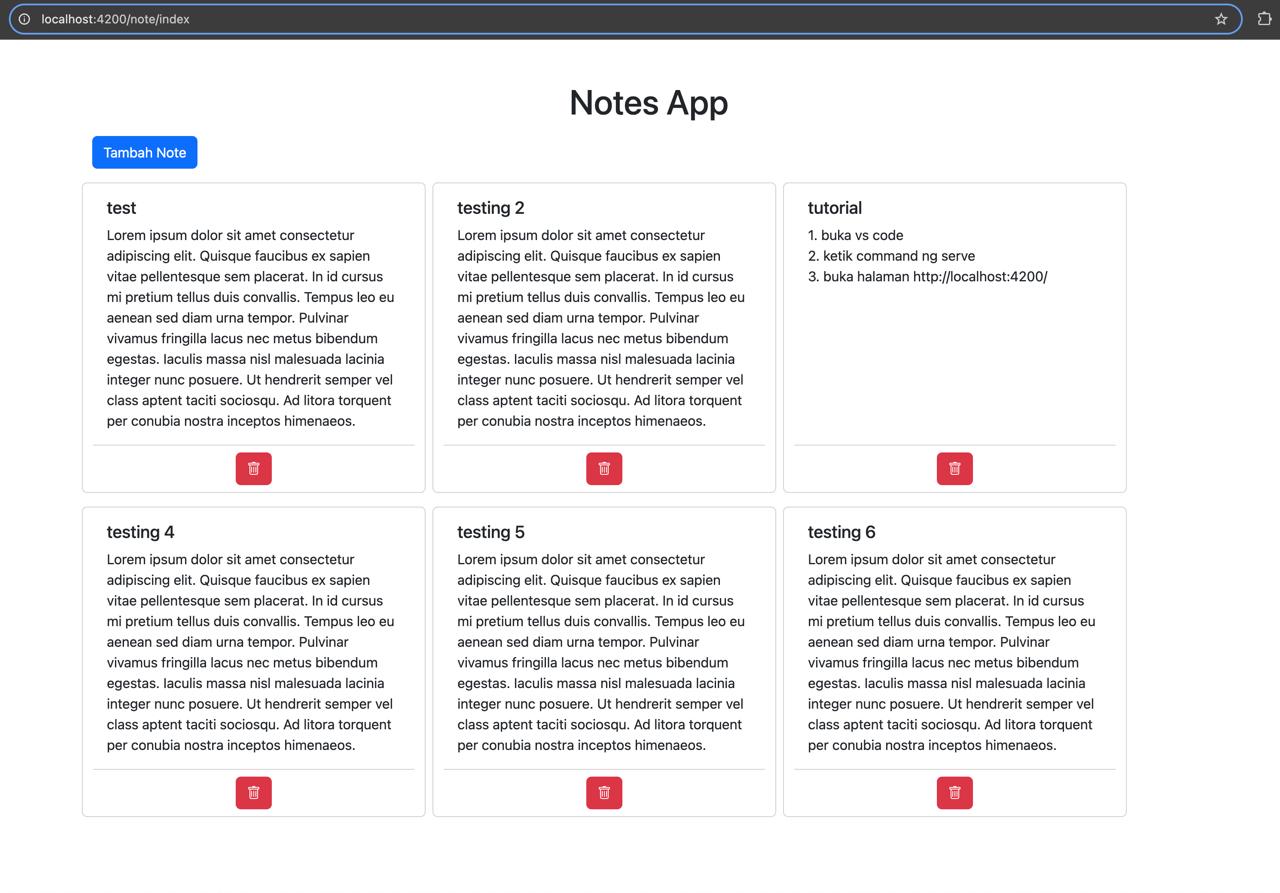 localhost:4200/note/index
Notes App
Tambah Note
test
Lorem ipsum dolor sit amet consectetur
adipiscing elit. Quisque faucibus ex sapien
vitae pellentesque sem placerat. In id cursus
mi pretium tellus duis convallis. Tempus leo eu
aenean sed diam urna tempor. Pulvinar
vivamus fringilla lacus nec metus bibendum
egestas. Iaculis massa nisl malesuada lacinia
integer nunc posuere. Ut hendrerit semper vel
class aptent taciti sociosqu. Ad litora torquent
per conubia nostra inceptos himenaeos.
testing 2
Lorem ipsum dolor sit amet consectetur
adipiscing elit. Quisque faucibus ex sapien
vitae pellentesque sem placerat. In id cursus
mi pretium tellus duis convallis. Tempus leo eu
aenean sed diam urna tempor. Pulvinar
vivamus fringilla lacus nec metus bibendum
egestas. Iaculis massa nisl malesuada lacinia
integer nunc posuere. Ut hendrerit semper vel
class aptent taciti sociosqu. Ad litora torquent
per conubia nostra inceptos himenaeos.
tutorial
1. buka vs code
2. ketik command ng serve
3. buka halaman http://localhost:4200/
testing 4
Lorem ipsum dolor sit amet consectetur
adipiscing elit. Quisque faucibus ex sapien
vitae pellentesque sem placerat. In id cursus
mi pretium tellus duis convallis. Tempus leo eu
aenean sed diam urna tempor. Pulvinar
vivamus fringilla lacus nec metus bibendum
egestas. Iaculis massa nisl malesuada lacinia
integer nunc posuere. Ut hendrerit semper vel
class aptent taciti sociosqu. Ad litora torquent
per conubia nostra inceptos himenaeos.
testing 5
Lorem ipsum dolor sit amet consectetur
adipiscing elit. Quisque faucibus ex sapien
vitae pellentesque sem placerat. In id cursus
mi pretium tellus duis convallis. Tempus leo eu
aenean sed diam urna tempor. Pulvinar
vivamus fringilla lacus nec metus bibendum
egestas. Iaculis massa nisl malesuada lacinia
integer nunc posuere. Ut hendrerit semper vel
class aptent taciti sociosqu. Ad litora torquent
per conubia nostra inceptos himenaeos.
testing 6
Lorem ipsum dolor sit amet consectetur
adipiscing elit. Quisque faucibus ex sapien
vitae pellentesque sem placerat. In id cursus
mi pretium tellus duis convallis. Tempus leo eu
aenean sed diam urna tempor. Pulvinar
vivamus fringilla lacus nec metus bibendum
egestas. Iaculis massa nisl malesuada lacinia
integer nunc posuere. Ut hendrerit semper vel
class aptent taciti sociosqu. Ad litora torquent
per conubia nostra inceptos himenaeos.